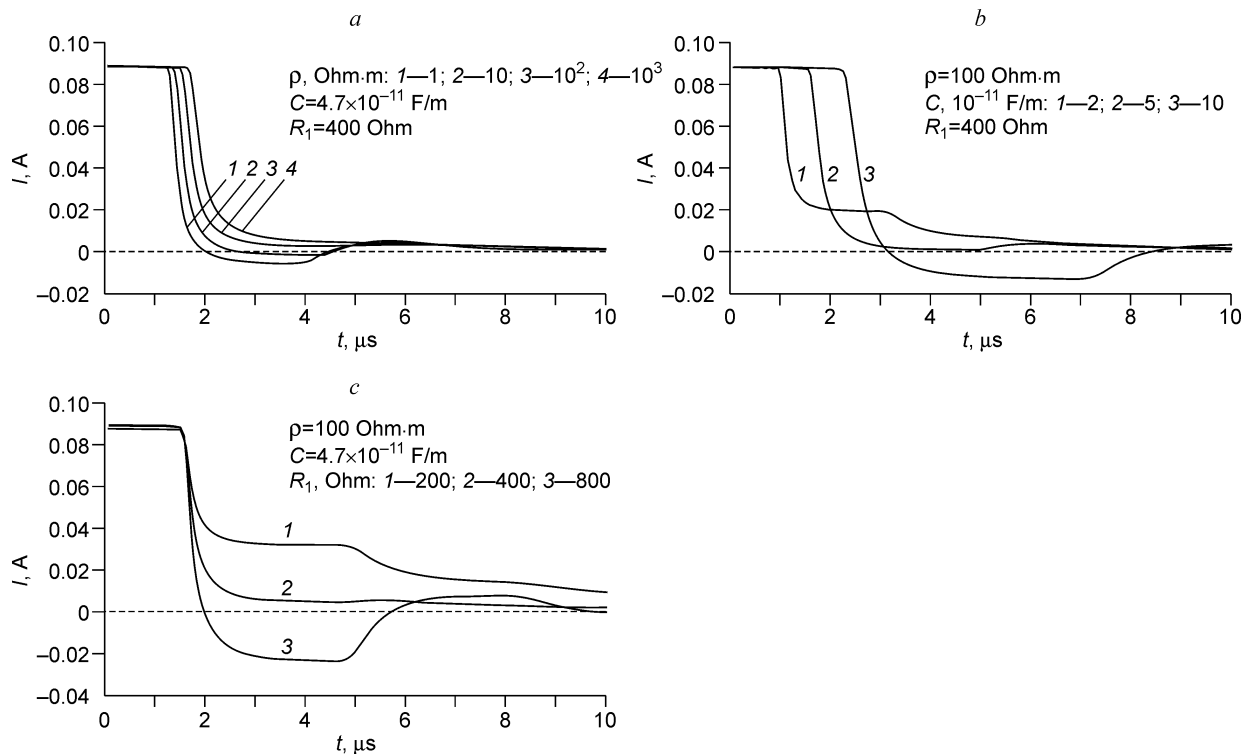 a
0.10
0.08
0.06
0.04
0.02
0
–0.02
I, A
ρ, Ohm·m: 1—1; 2—10; 3—10² ; 4—10³
C=4.7×10⁻¹¹ F/m
R₁=400 Ohm
1 2 3 4
0 2 4 6 8 10
t, μs
b
0.10
0.08
0.06
0.04
0.02
0
–0.02
I, A
ρ=100 Ohm·m
C, 10⁻¹¹ F/m: 1—2; 2—5; 3—10
R₁=400 Ohm
1 2 3
0 2 4 6 8 10
t, μs
c
0.10
0.08
0.06
0.04
0.02
0
–0.02
–0.04
I, A
ρ=100 Ohm·m
C=4.7×10⁻¹¹ F/m
R₁, Ohm: 1—200; 2—400; 3—800
1
2
3
0 2 4 6 8 10
t, μs